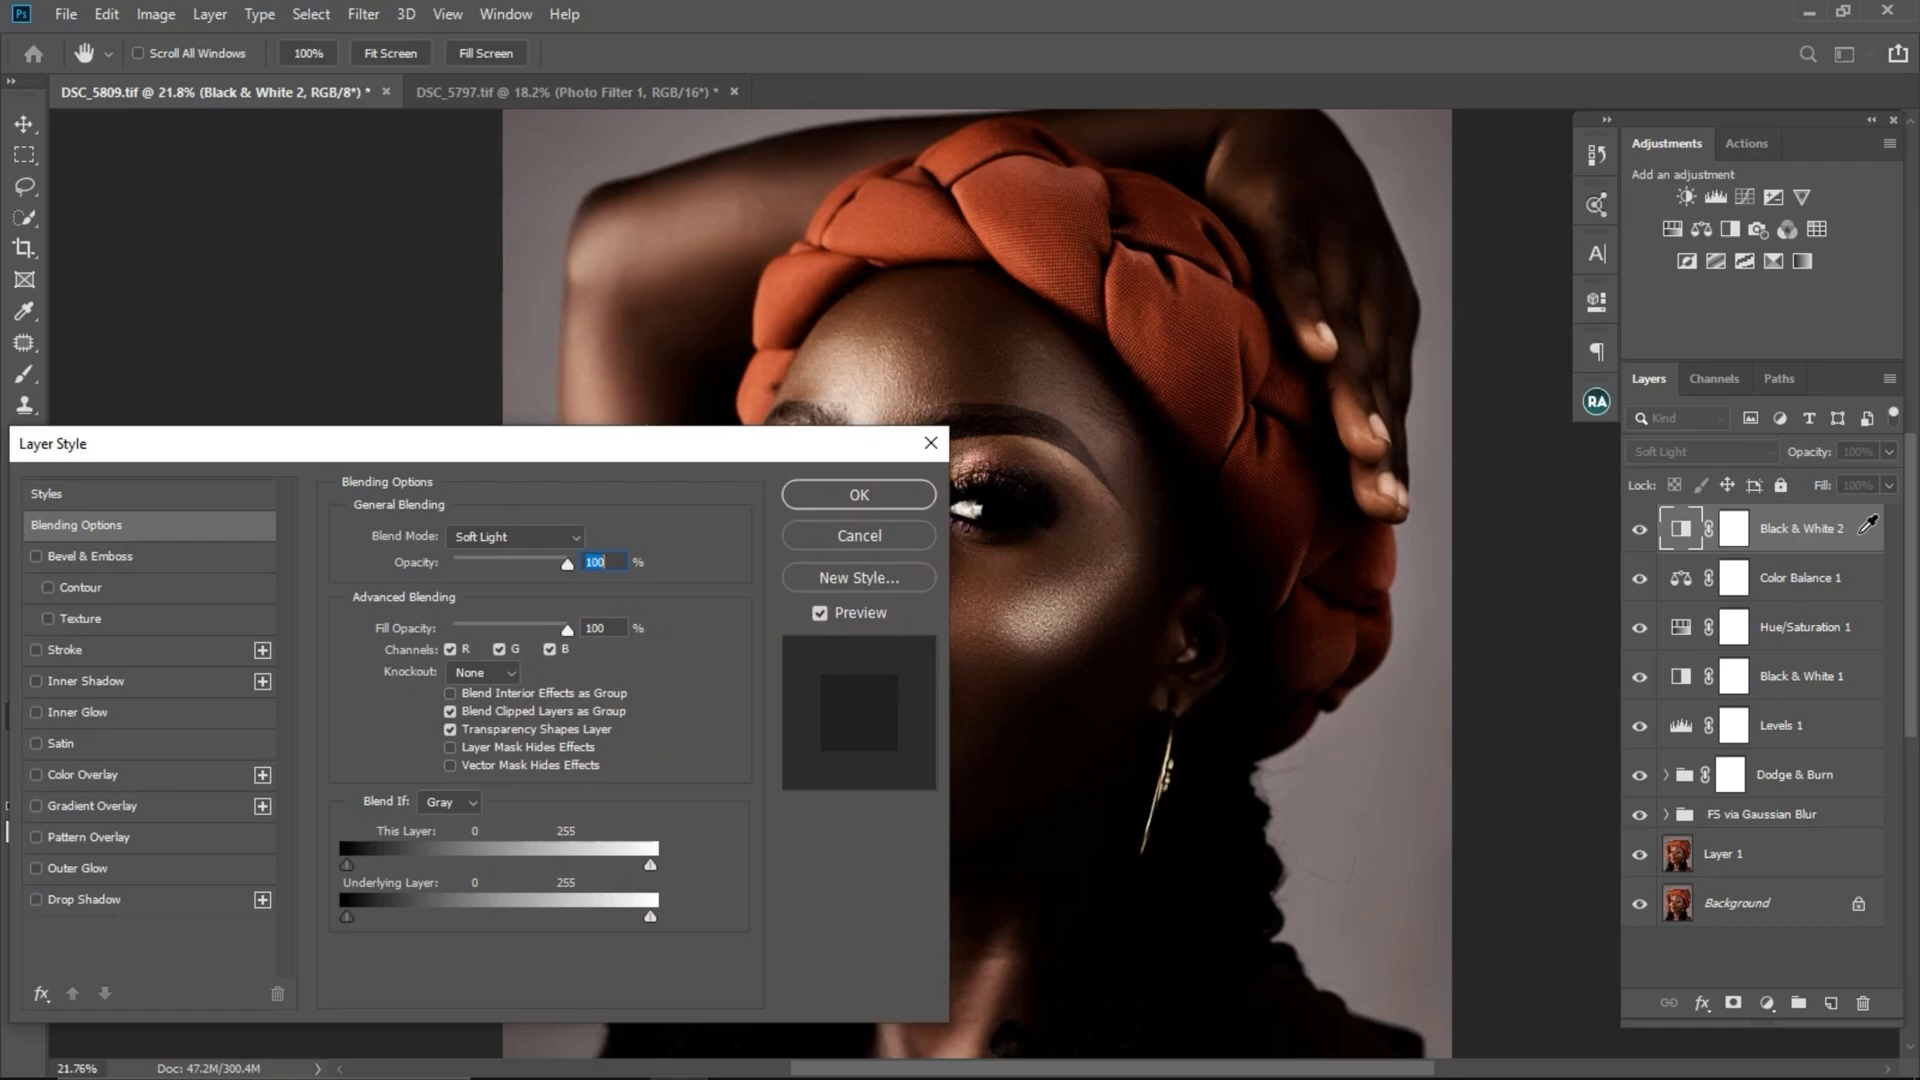 Ps File Edit Image Layer Type Select Filter 3D View Window Help
Scroll All Windows 100% Fit Screen Fill Screen
DSC_5809.tif @ 21.8% (Black & White 2, RGB/8*) * DSC_5797.tif @ 18.2% (Photo Filter 1, RGB/16*) *
Layer Style
Styles
Blending Options
Bevel & Emboss
Contour
Texture
Stroke
Inner Shadow
Inner Glow
Satin
Color Overlay
Gradient Overlay
Pattern Overlay
Outer Glow
Drop Shadow
fx
Blending Options
General Blending
Blend Mode: Soft Light
Opacity: 100 %
Advanced Blending
Fill Opacity: 100 %
Channels: R G B
Knockout: None
Blend Interior Effects as Group
Blend Clipped Layers as Group
Transparency Shapes Layer
Layer Mask Hides Effects
Vector Mask Hides Effects
Blend If: Gray
This Layer: 0 255
Underlying Layer: 0 255
OK
Cancel
New Style...
Preview
A
RA
Adjustments Actions
Add an adjustment
Layers Channels Paths
Kind
Soft Light Opacity: 100%
Lock: Fill: 100%
Black & White 2
Color Balance 1
Hue/Saturation 1
Black & White 1
Levels 1
Dodge & Burn
FS via Gaussian Blur
Layer 1
Background
fx
21.76% Doc: 47.2M/300.4M